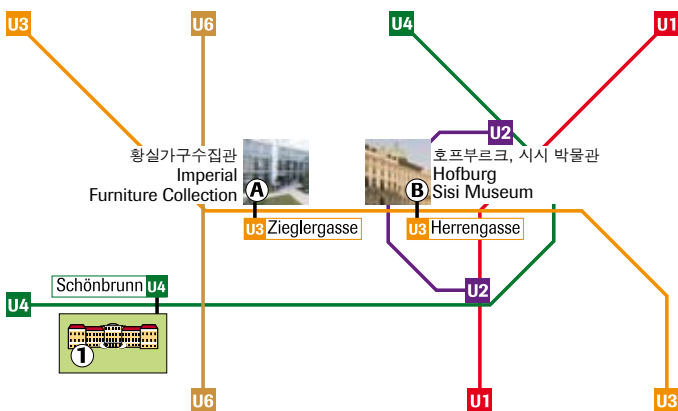 U3
U6
U4
U1
U2
황실가구수집관
Imperial
Furniture Collection
A
호프부르크, 시시 박물관
Hofburg
Sisi Museum
B
U3 Zieglergasse
U3 Herrengasse
Schönbrunn U4
U2
U4
1
U6
U1
U3